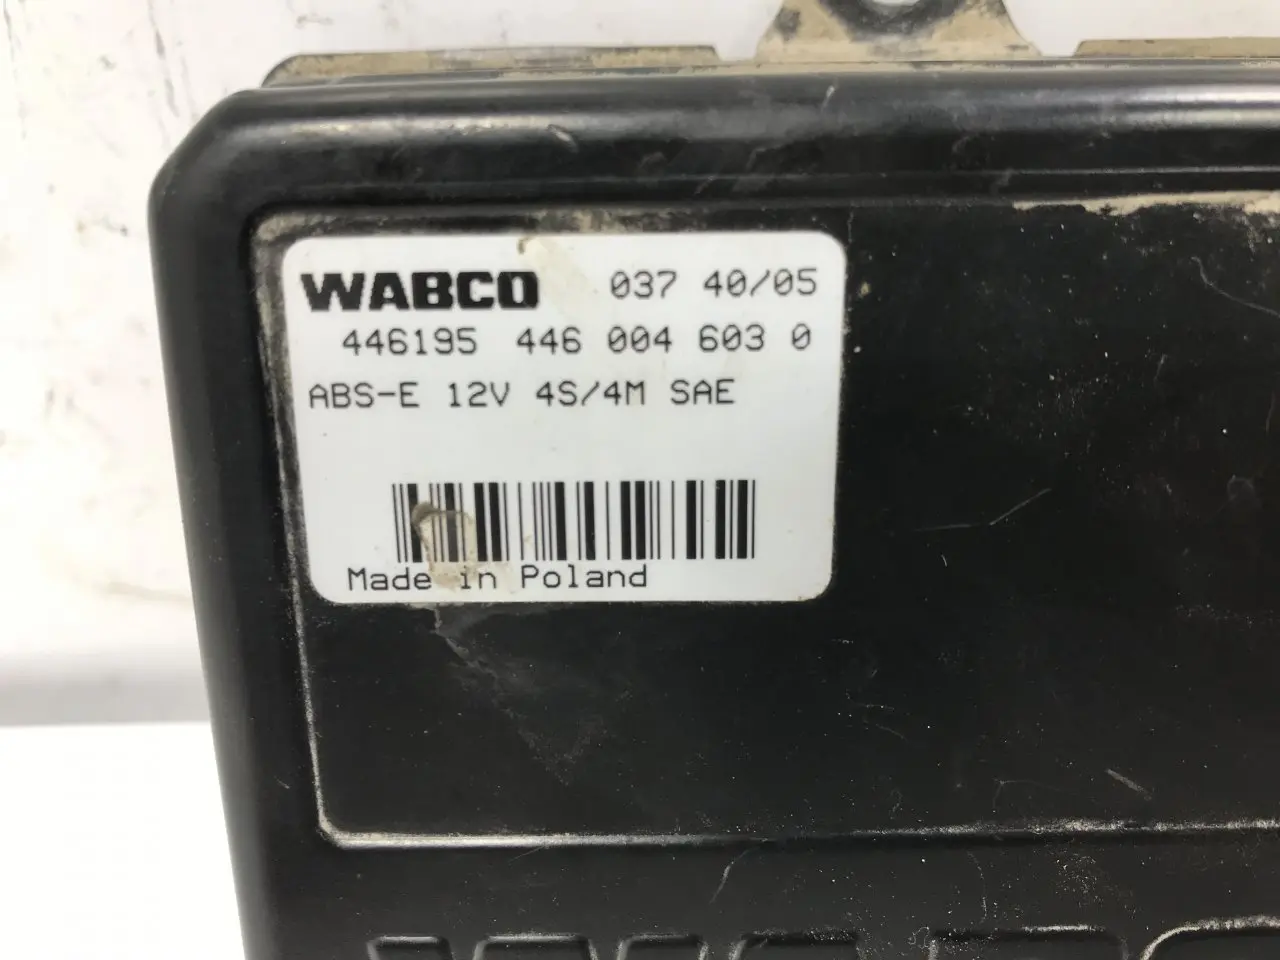 WABCO 037 40/05
446195 446 004 603 0
ABS-E 12V 4S/4M SAE
Made in Poland